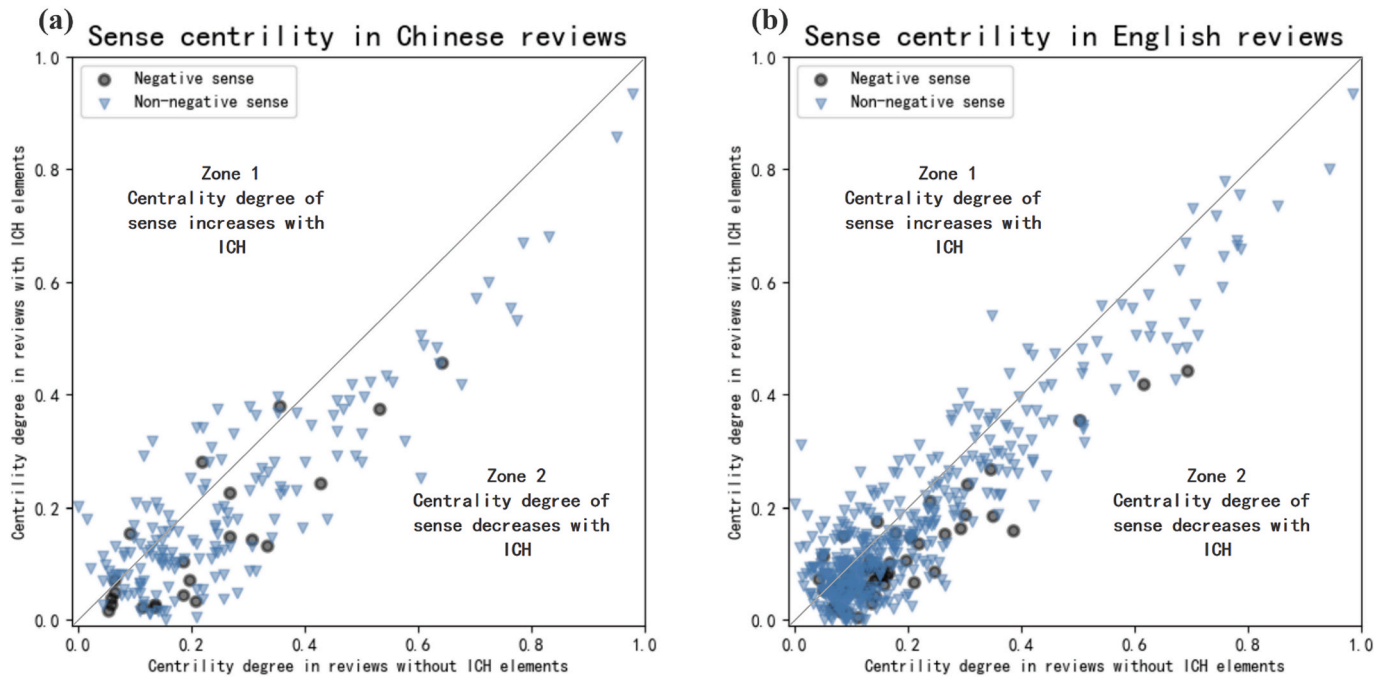 (a)
Sense centrility in Chinese reviews
1.0
0.8
0.6
0.4
0.2
0.0
Centrility degree in reviews with ICH elements
Negative sense
Non-negative sense
Zone 1
Centrality degree of
sense increases with
ICH
Zone 2
Centrality degree of
sense decreases with
ICH
0.0 0.2 0.4 0.6 0.8 1.0
Centrility degree in reviews without ICH elements
(b)
Sense centrility in English reviews
1.0
0.8
0.6
0.4
0.2
0.0
Centrility degree in reviews with ICH elements
Negative sense
Non-negative sense
Zone 1
Centrality degree of
sense increases with
ICH
Zone 2
Centrality degree of
sense decreases with
ICH
0.0 0.2 0.4 0.6 0.8 1.0
Centrility degree in reviews without ICH elements